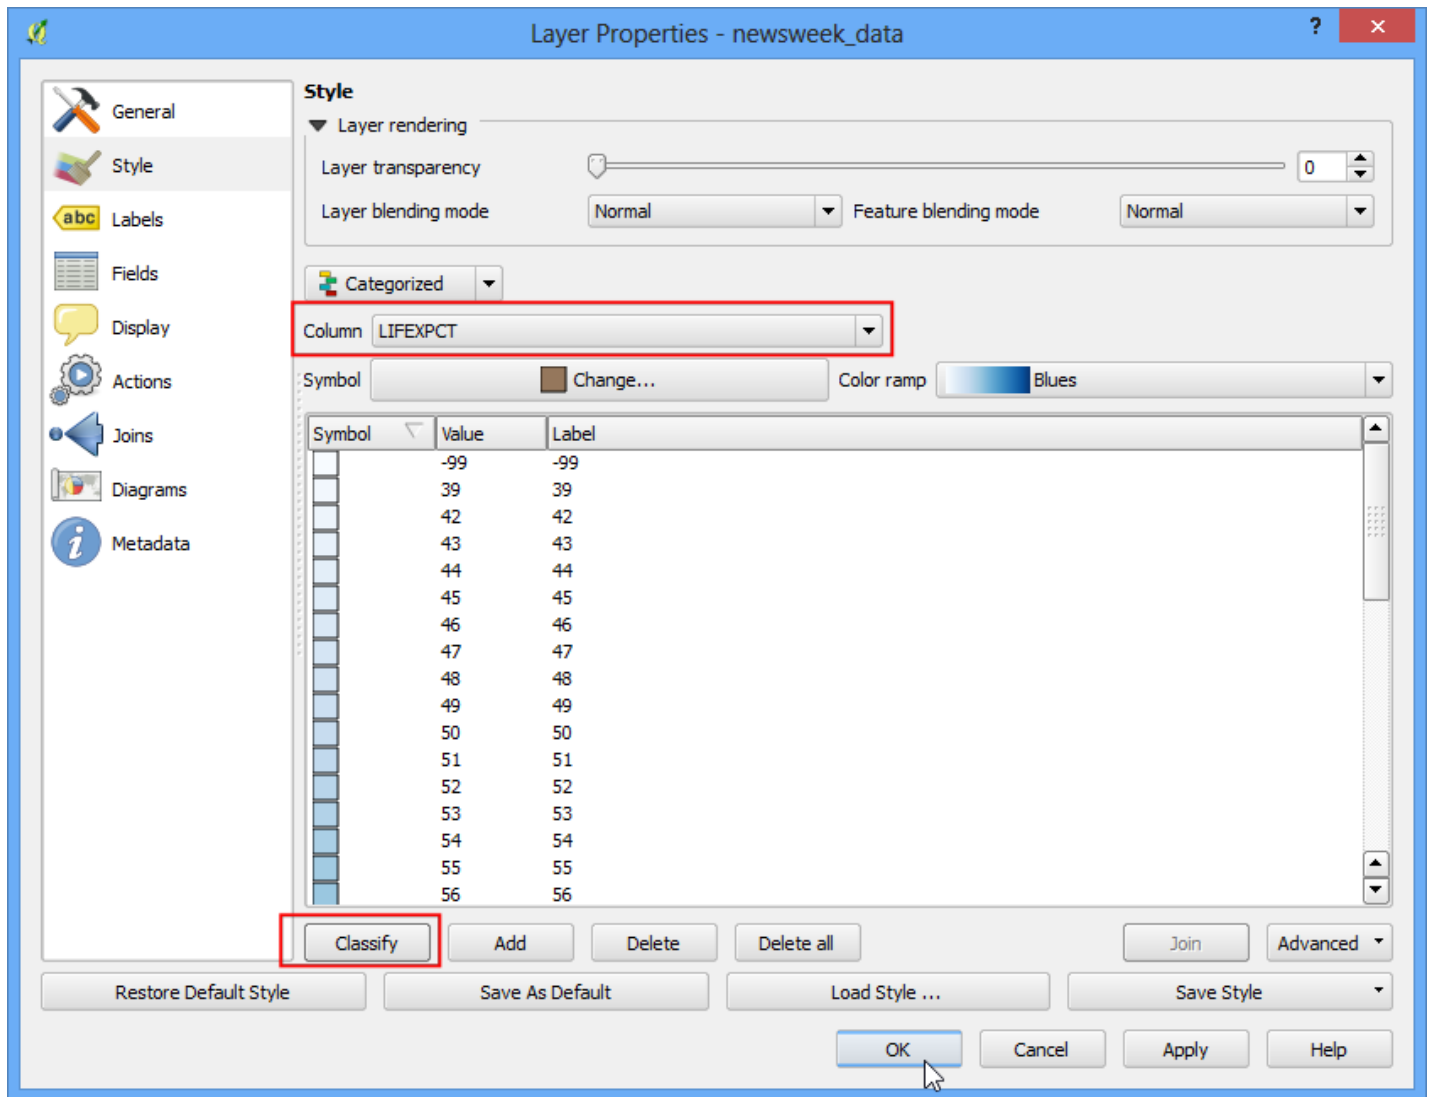 Layer Properties - newsweek_data ?
General
Style
abc Labels
Fields
Display
Actions
Joins
Diagrams
i Metadata
Style
Layer rendering
Layer transparency 0
Layer blending mode Normal Feature blending mode Normal
Categorized
Column LIFEXPCT
Symbol Change... Color ramp Blues
Symbol Value Label
-99 -99
39 39
42 42
43 43
44 44
45 45
46 46
47 47
48 48
49 49
50 50
51 51
52 52
53 53
54 54
55 55
56 56
Classify Add Delete Delete all Join Advanced
Restore Default Style Save As Default Load Style ... Save Style
OK Cancel Apply Help